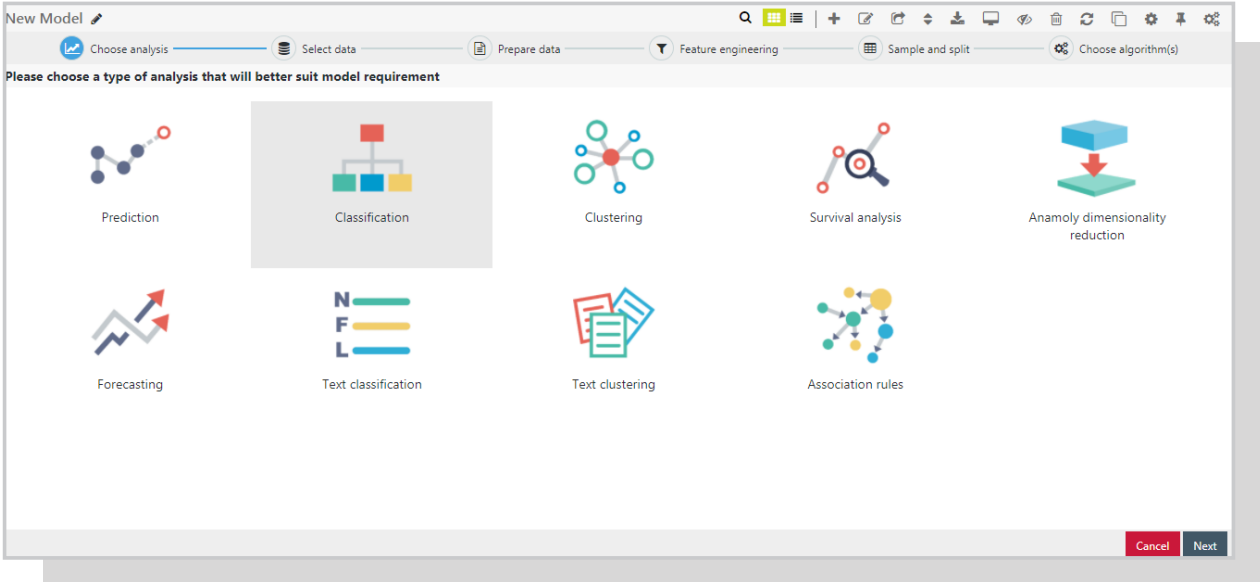 New Model
Choose analysis
Select data
Prepare data
Feature engineering
Sample and split
Choose algorithm(s)
Please choose a type of analysis that will better suit model requirement
Prediction
Classification
Clustering
Survival analysis
Anamoly dimensionality
reduction
N
F
L
Forecasting
Text classification
Text clustering
Association rules
Cancel
Next